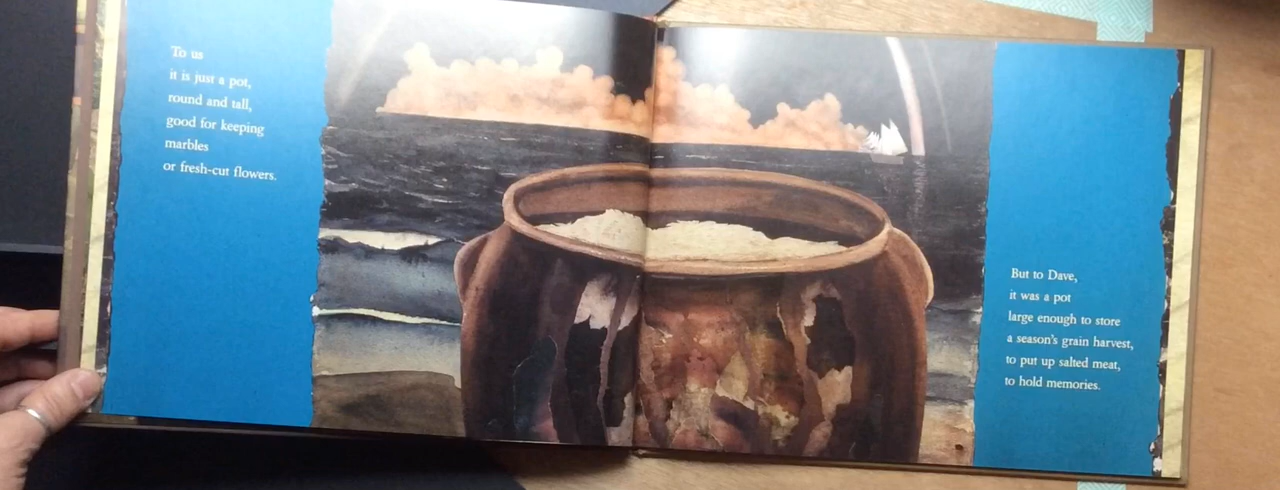 To us
it is just a pot,
round and tall,
good for keeping
marbles
or fresh-cut flowers.
But to Dave,
it was a pot
large enough to store
a season's grain harvest,
to put up salted meat,
to hold memories.